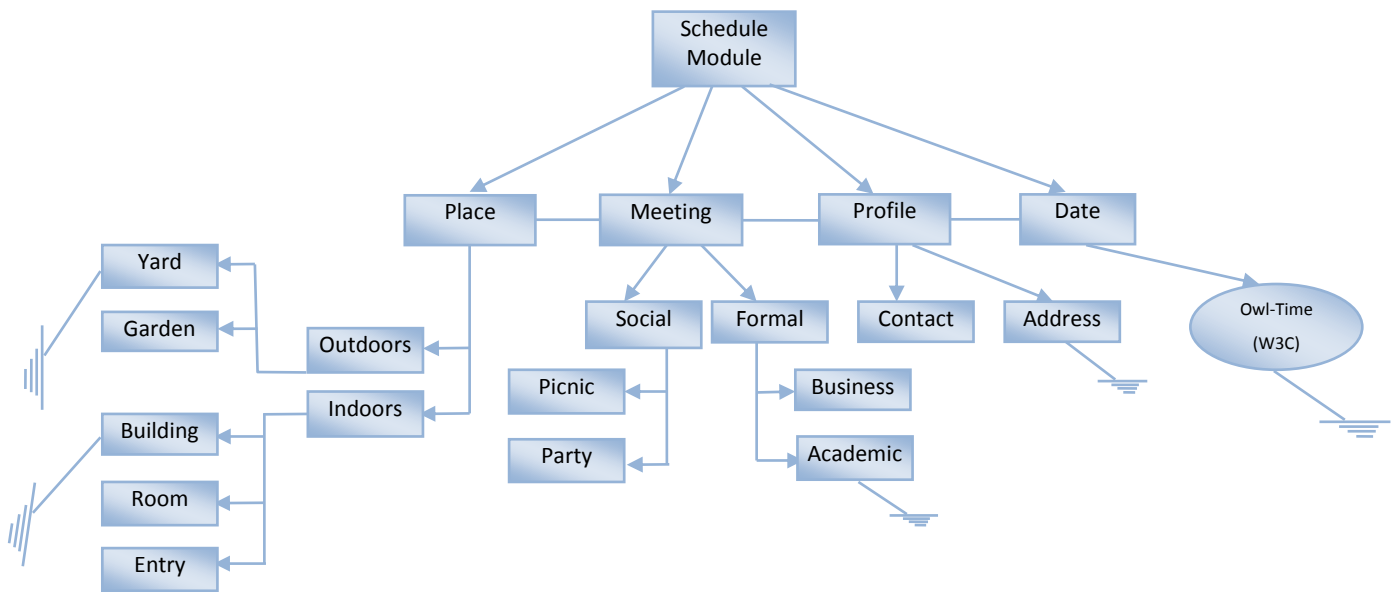 Schedule
Module
Place
Meeting
Profile
Date
Yard
Garden
Outdoors
Indoors
Building
Room
Entry
Social
Formal
Picnic
Party
Business
Academic
Contact
Address
Owl-Time
(W3C)